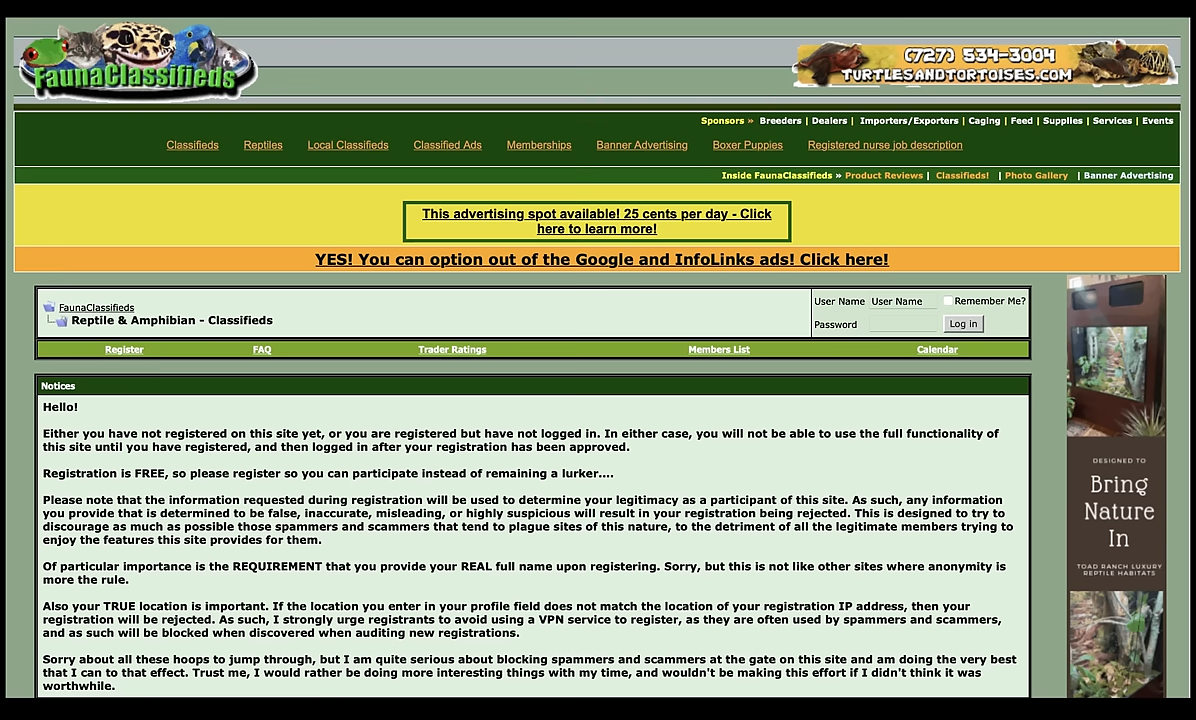 FaunaClassifieds
(727) 534-3004
TURTLESANDTORTOISES.COM
Sponsors » Breeders | Dealers | Importers/Exporters | Caging | Feed | Supplies | Services | Events
Classifieds Reptiles Local Classifieds Classified Ads Memberships Banner Advertising Boxer Puppies Registered nurse job description
Inside FaunaClassifieds » Product Reviews | Classifieds! | Photo Gallery | Banner Advertising
This advertising spot available! 25 cents per day - Click
here to learn more!
YES! You can option out of the Google and InfoLinks ads! Click here!
FaunaClassifieds
Reptile & Amphibian - Classifieds
User Name User Name Remember Me?
Password Log in
Register FAQ Trader Ratings Members List Calendar
Notices
Hello!
Either you have not registered on this site yet, or you are registered but have not logged in. In either case, you will not be able to use the full functionality of
this site until you have registered, and then logged in after your registration has been approved.
Registration is FREE, so please register so you can participate instead of remaining a lurker....
Please note that the information requested during registration will be used to determine your legitimacy as a participant of this site. As such, any information
you provide that is determined to be false, inaccurate, misleading, or highly suspicious will result in your registration being rejected. This is designed to try to
discourage as much as possible those spammers and scammers that tend to plague sites of this nature, to the detriment of all the legitimate members trying to
enjoy the features this site provides for them.
Of particular importance is the REQUIREMENT that you provide your REAL full name upon registering. Sorry, but this is not like other sites where anonymity is
more the rule.
Also your TRUE location is important. If the location you enter in your profile field does not match the location of your registration IP address, then your
registration will be rejected. As such, I strongly urge registrants to avoid using a VPN service to register, as they are often used by spammers and scammers,
and as such will be blocked when discovered when auditing new registrations.
Sorry about all these hoops to jump through, but I am quite serious about blocking spammers and scammers at the gate on this site and am doing the very best
that I can to that effect. Trust me, I would rather be doing more interesting things with my time, and wouldn't be making this effort if I didn't think it was
worthwhile.
DESIGNED TO
Bring
Nature
In
TOAD RANCH LUXURY
REPTILE HABITATS